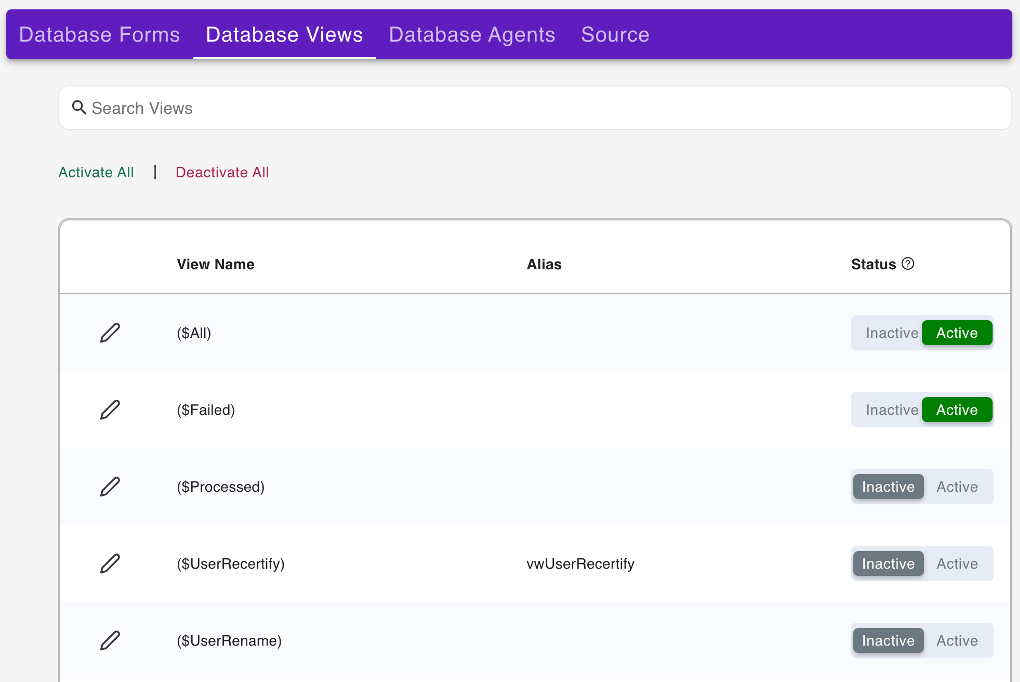 Database Forms Database Views Database Agents Source
Search Views
Activate All | Deactivate All
View Name Alias Status ?
($All) Inactive Active
($Failed) Inactive Active
($Processed) Inactive Active
($UserRecertify) vwUserRecertify Inactive Active
($UserRename) Inactive Active